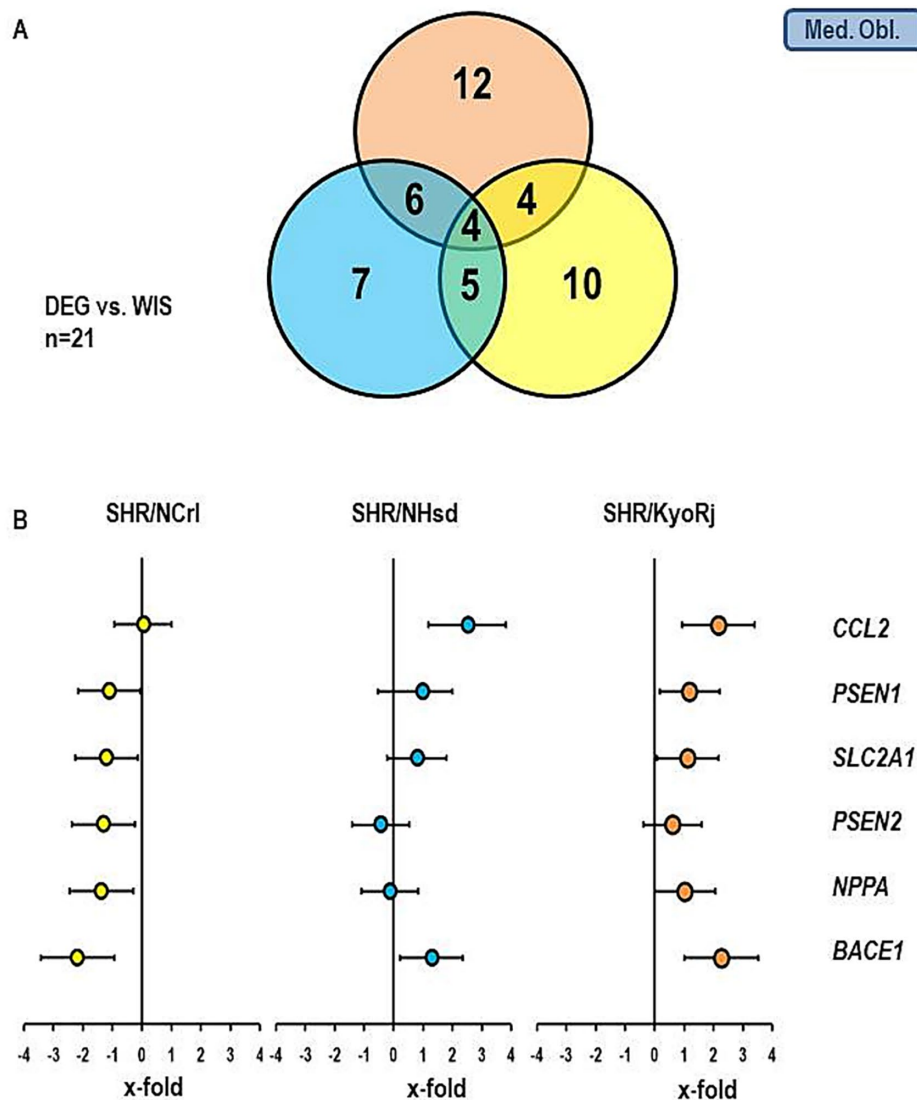 A
Med. Obl.
12
6
4
4
7
5
10
DEG vs. WIS
n=21
B
SHR/NCrl
SHR/NHsd
SHR/KyoRj
CCL2
PSEN1
SLC2A1
PSEN2
NPPA
BACE1
-4 -3 -2 -1 0 1 2 3 4
-4 -3 -2 -1 0 1 2 3 4
-4 -3 -2 -1 0 1 2 3 4
x-fold
x-fold
x-fold